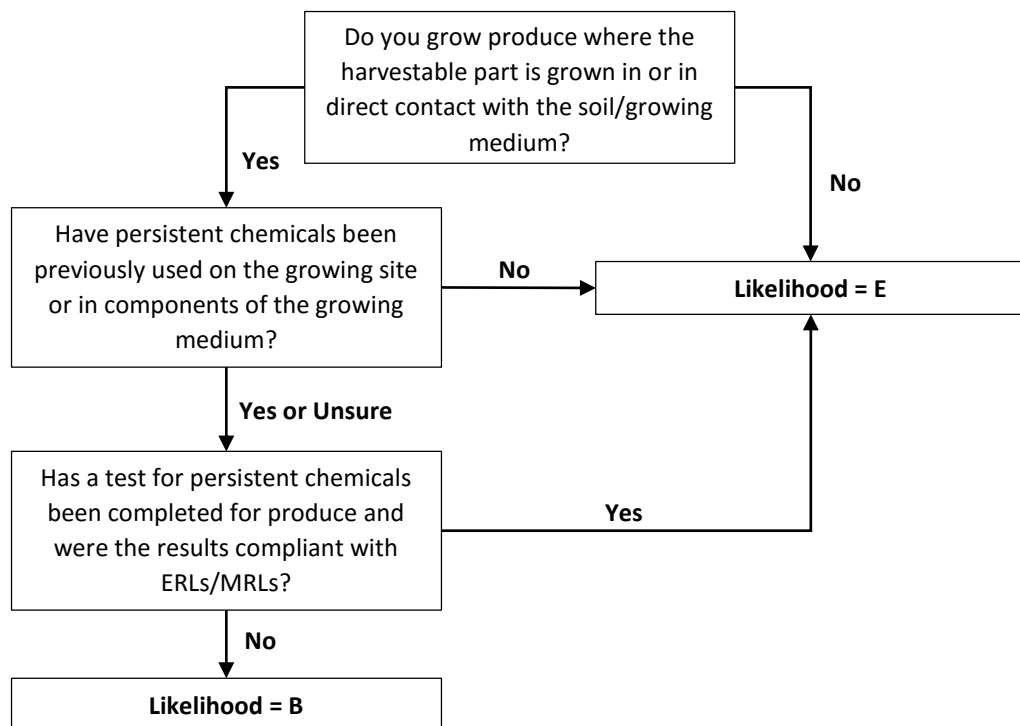 Do you grow produce where the
harvestable part is grown in or in
direct contact with the soil/growing
medium?
Yes
No
Have persistent chemicals been
previously used on the growing site
or in components of the growing
medium?
No
Likelihood = E
Yes or Unsure
Has a test for persistent chemicals
been completed for produce and
were the results compliant with
ERLs/MRLs?
Yes
No
Likelihood = B